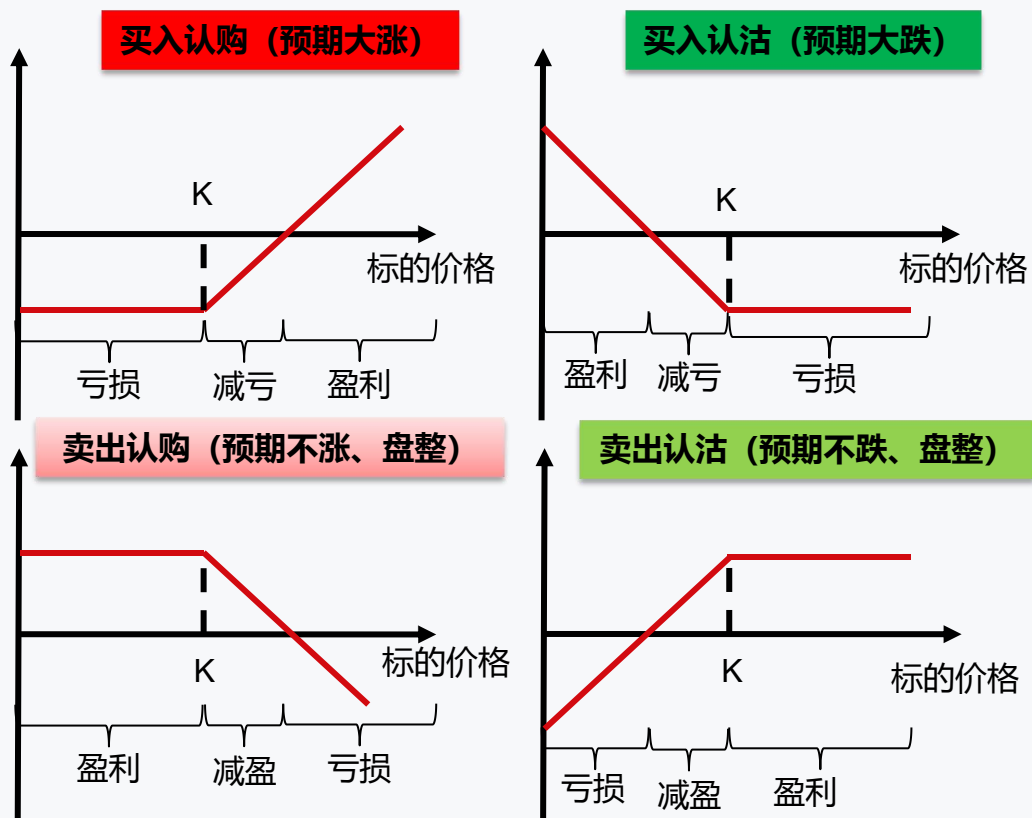 买入认购（预期大涨）
K
标的价格
亏损
减亏
盈利
买入认沽（预期大跌）
K
标的价格
盈利
减亏
亏损
卖出认购（预期不涨、盘整）
K
标的价格
盈利
减盈
亏损
卖出认沽（预期不跌、盘整）
K
标的价格
亏损
减盈
盈利